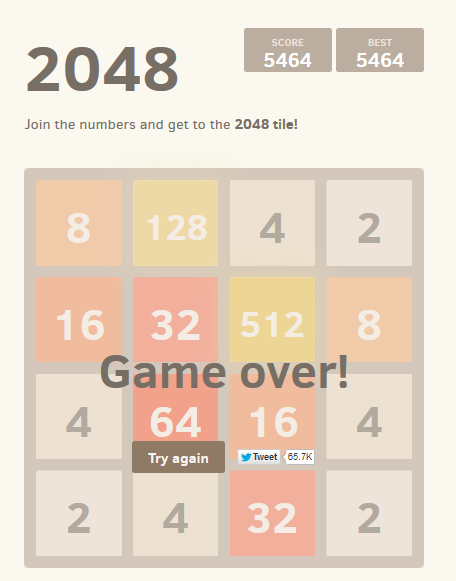 2048
SCORE
5464
BEST
5464
Join the numbers and get to the 2048 tile!
8 128 4 2
16 32 512 8
Game over!
4 64 16 4
Try again
Tweet 65.7K
2 4 32 2